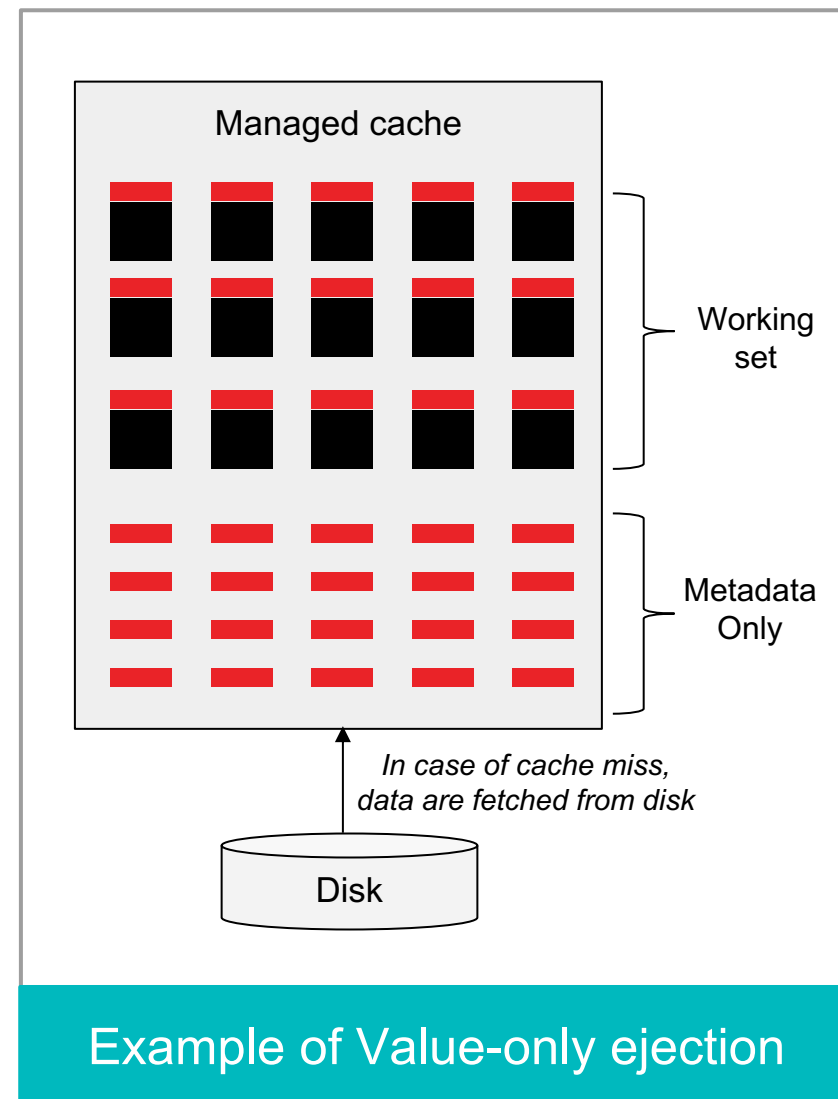 Managed cache
Working
set
Metadata
Only
In case of cache miss,
data are fetched from disk
Disk
Example of Value-only ejection